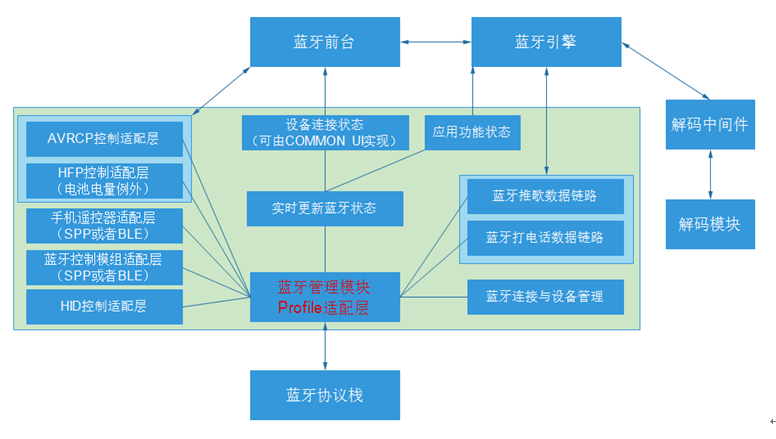 蓝牙前台
蓝牙引擎
AVRCP控制适配层
设备连接状态
（可由COMMON UI实现）
应用功能状态
解码中间件
HFP控制适配层
（电池电量例外）
实时更新蓝牙状态
蓝牙推歌数据链路
手机遥控器适配层
（SPP或者BLE）
蓝牙打电话数据链路
解码模块
蓝牙控制模组适配层
（SPP或者BLE）
蓝牙管理模块
Profile适配层
蓝牙连接与设备管理
HID控制适配层
蓝牙协议栈